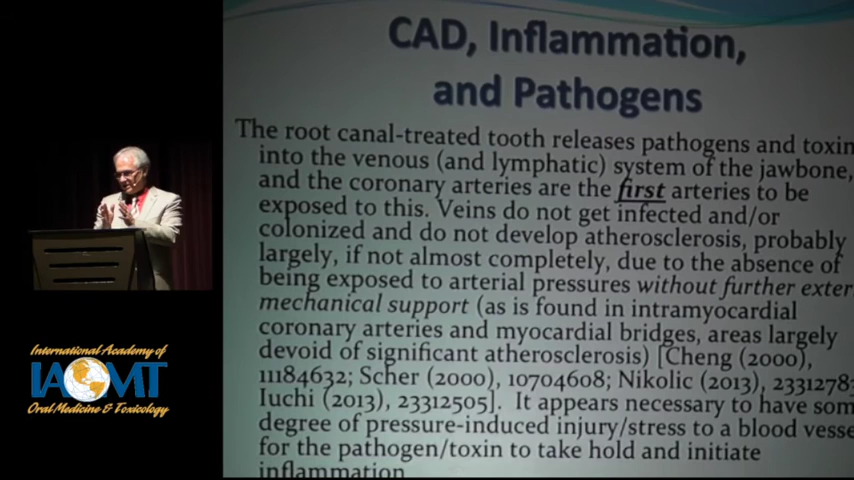 CAD, Inflammation,
and Pathogens
The root canal-treated tooth releases pathogens and toxin
into the venous (and lymphatic) system of the jawbone,
and the coronary arteries are the first arteries to be
exposed to this. Veins do not get infected and/or
colonized and do not develop atherosclerosis, probably
largely, if not almost completely, due to the absence of
being exposed to arterial pressures without further exter
mechanical support (as is found in intramyocardial
coronary arteries and myocardial bridges, areas largely
devoid of significant atherosclerosis) [Cheng (2000),
11184632; Scher (2000), 10704608; Nikolic (2013), 2331278
Iuchi (2013), 23312505]. It appears necessary to have som
degree of pressure-induced injury/stress to a blood vesse
for the pathogen/toxin to take hold and initiate
inflammation
International Academy of
IAOMT
Oral Medicine & Toxicology